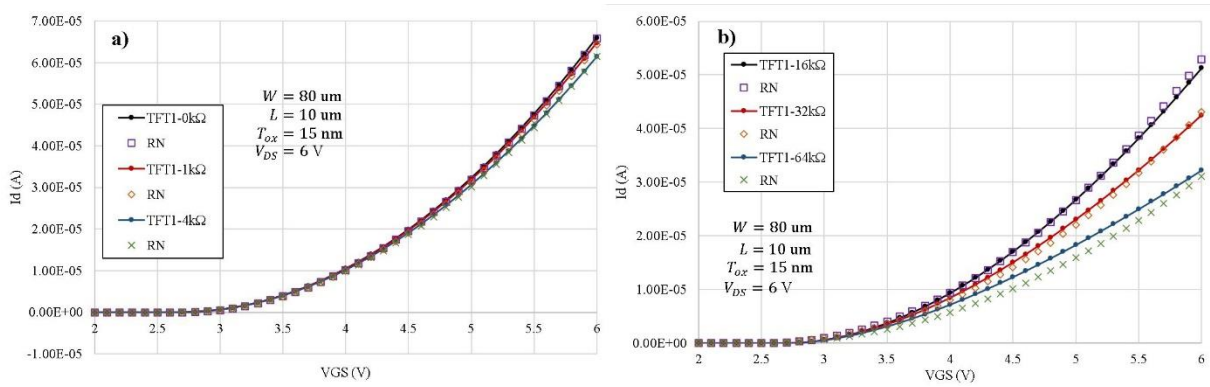 a)
7.00E-05
6.00E-05
5.00E-05
4.00E-05
3.00E-05
2.00E-05
1.00E-05
0.00E+00
-1.00E-05
Id (A)
TFT1-0kΩ
RN
TFT1-1kΩ
RN
TFT1-4kΩ
RN
W = 80 um
L = 10 um
Tox = 15 nm
VDS = 6 V
2 2.5 3 3.5 4 4.5 5 5.5 6
VGS (V)
b)
6.00E-05
5.00E-05
4.00E-05
3.00E-05
2.00E-05
1.00E-05
0.00E+00
Id (A)
TFT1-16kΩ
RN
TFT1-32kΩ
RN
TFT1-64kΩ
RN
W = 80 um
L = 10 um
Tox = 15 nm
VDS = 6 V
2 2.5 3 3.5 4 4.5 5 5.5 6
VGS (V)